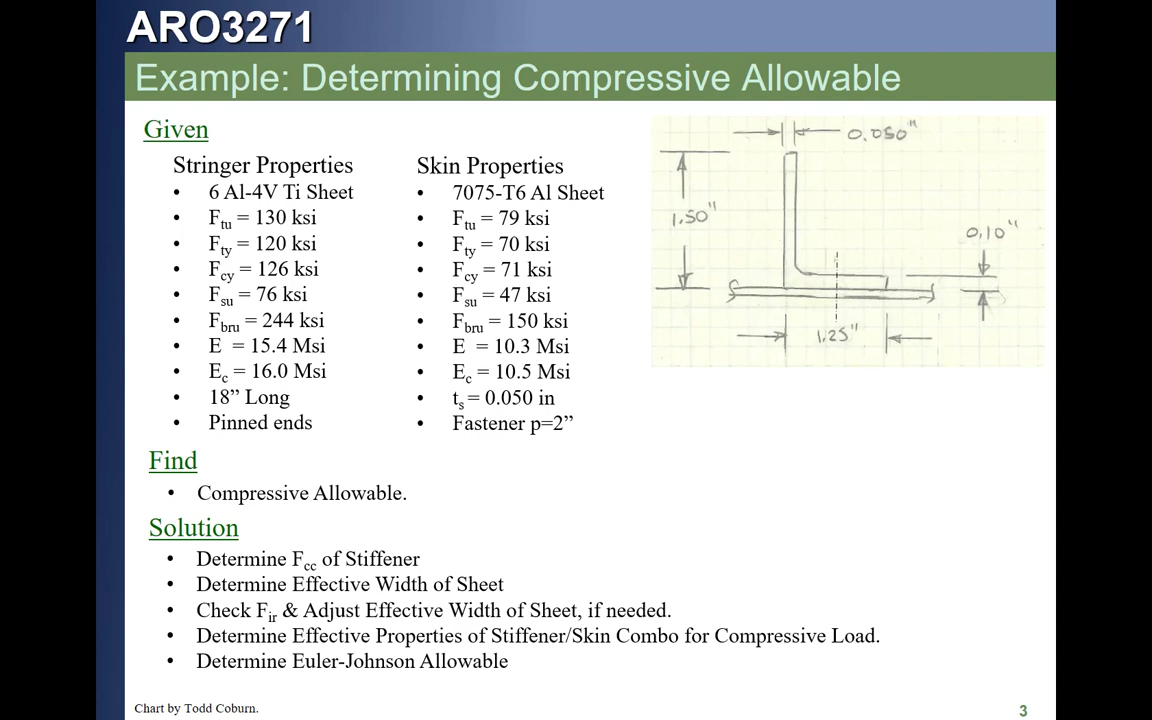 ARO3271
Example: Determining Compressive Allowable
Given
Stringer Properties
• 6 Al-4V Ti Sheet
• Ftu = 130 ksi
• Fty = 120 ksi
• Fcy = 126 ksi
• Fsu = 76 ksi
• Fbru = 244 ksi
• E = 15.4 Msi
• Ec = 16.0 Msi
• 18” Long
• Pinned ends
Skin Properties
• 7075-T6 Al Sheet
• Ftu = 79 ksi
• Fty = 70 ksi
• Fcy = 71 ksi
• Fsu = 47 ksi
• Fbru = 150 ksi
• E = 10.3 Msi
• Ec = 10.5 Msi
• ts = 0.050 in
• Fastener p=2”
0.050"
1.50"
0.10"
1.25"
Find
• Compressive Allowable.
Solution
• Determine Fcc of Stiffener
• Determine Effective Width of Sheet
• Check Fir & Adjust Effective Width of Sheet, if needed.
• Determine Effective Properties of Stiffener/Skin Combo for Compressive Load.
• Determine Euler-Johnson Allowable
Chart by Todd Coburn.
3